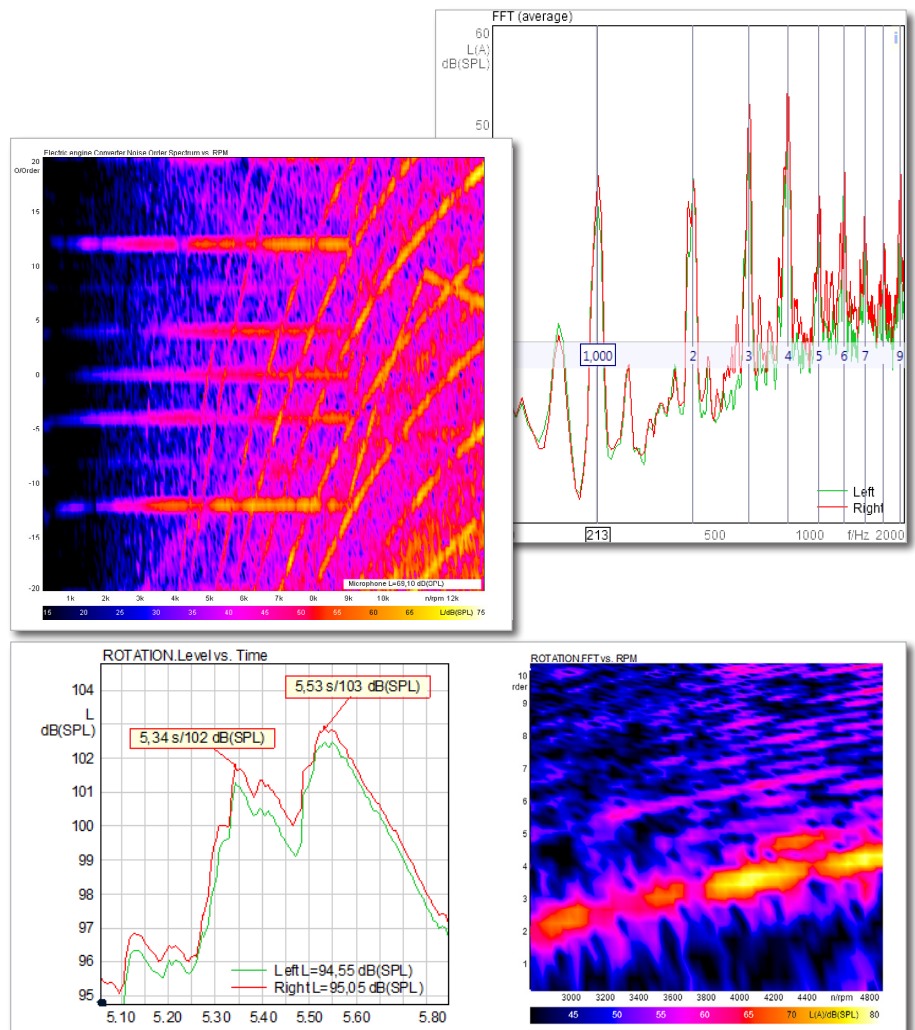 FFT (average)
60
L(A)
dB(SPL)
50
1,000 2 3 4 5 6 7 9
Left
Right
213 500 1000 f/Hz 2000
Electric engine Converter Noise Order Spectrum vs. RPM
20
O/Order
15
10
5
0
-5
-10
-15
-20
Microphone L=69,10 dB(SPL)
1k 2k 3k 4k 5k 6k 7k 8k 9k 10k n/rpm 12k
15 20 25 30 35 40 45 50 55 60 65 L/dB(SPL) 75
ROTATION.Level vs. Time
104
L
dB(SPL)
102
101
100
99
98
97
96
95
5,53 s/103 dB(SPL)
5,34 s/102 dB(SPL)
Left L=94,55 dB(SPL)
Right L=95,05 dB(SPL)
5.10 5.20 5.30 5.40 5.50 5.60 5.80
ROTATION.FFT vs. RPM
10
rder
9
8
7
6
5
4
3
2
1
3000 3200 3400 3600 3800 4000 4200 4400 n/rpm 4800
45 50 55 60 65 70 L(A)/dB(SPL) 80